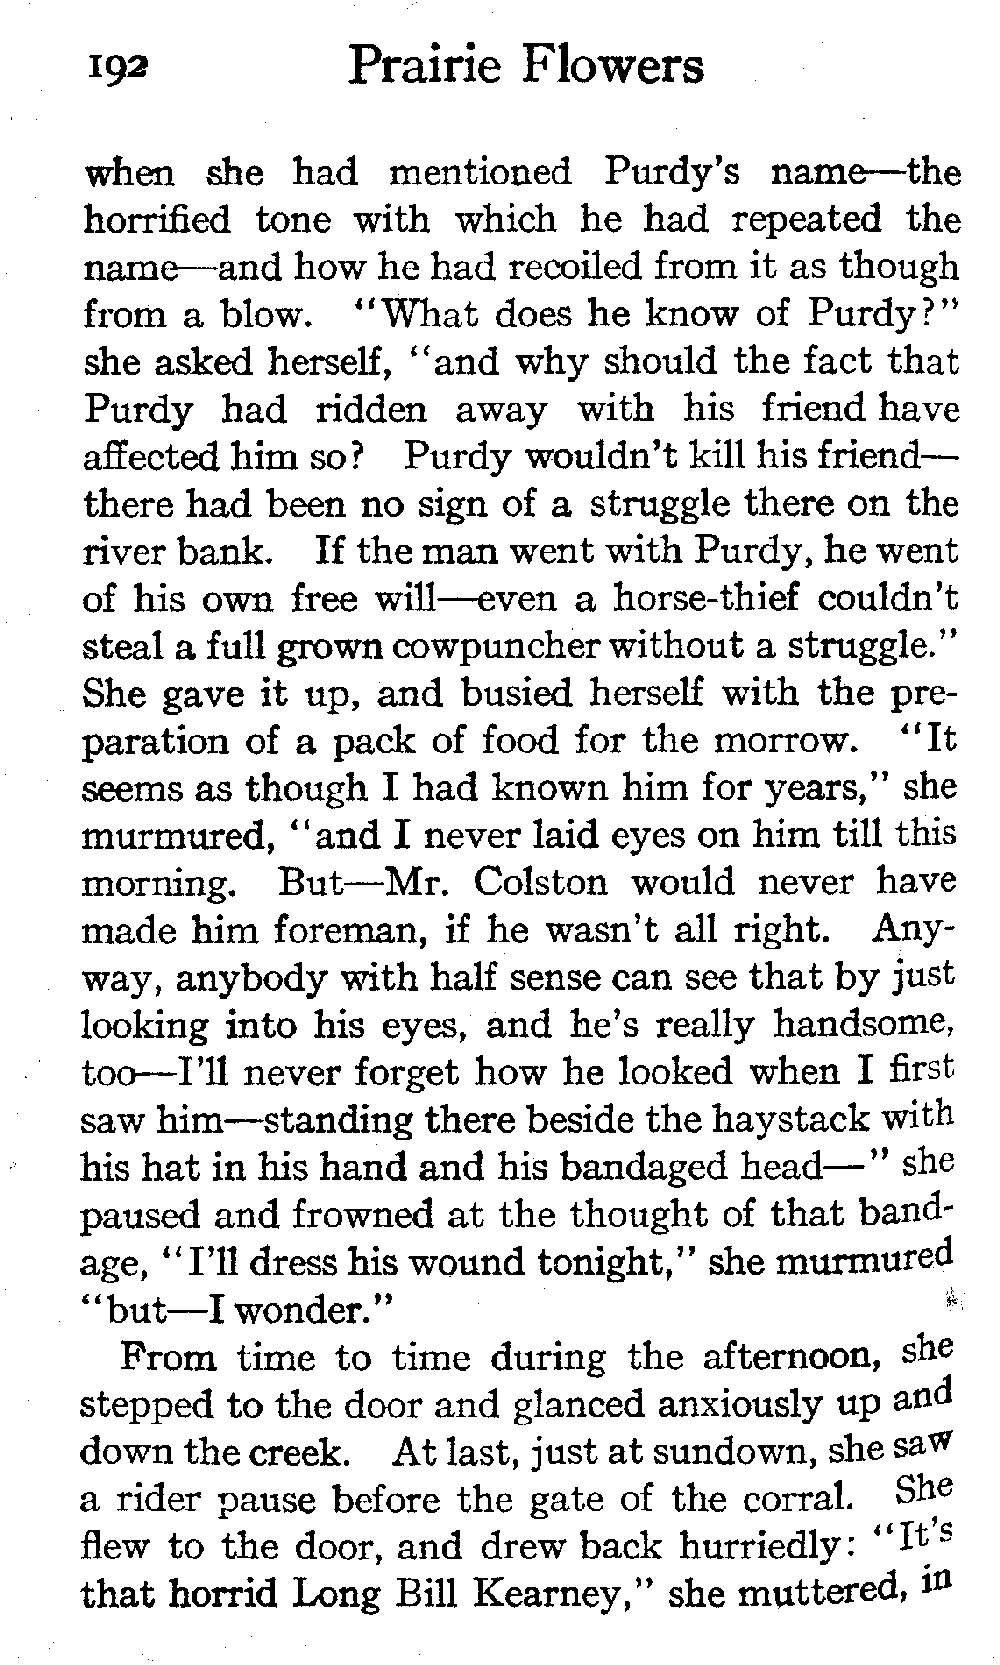 192 Prairie Flowers
when she had mentioned Purdy's name—the
horrified tone with which he had repeated the
name—and how he had recoiled from it as though
from a blow. "What does he know of Purdy?"
she asked herself, "and why should the fact that
Purdy had ridden away with his friend have
affected him so? Purdy wouldn't kill his friend—
there had been no sign of a struggle there on the
river bank. If the man went with Purdy, he went
of his own free will—even a horse-thief couldn't
steal a full grown cowpuncher without a struggle."
She gave it up, and busied herself with the pre-
paration of a pack of food for the morrow. "It
seems as though I had known him for years," she
murmured, "and I never laid eyes on him till this
morning. But—Mr. Colston would never have
made him foreman, if he wasn't all right. Any-
way, anybody with half sense can see that by just
looking into his eyes, and he's really handsome,
too—I'll never forget how he looked when I first
saw him—standing there beside the haystack with
his hat in his hand and his bandaged head—" she
paused and frowned at the thought of that band-
age, "I'll dress his wound tonight," she murmured
"but—I wonder."
From time to time during the afternoon, she
stepped to the door and glanced anxiously up and
down the creek. At last, just at sundown, she saw
a rider pause before the gate of the corral. She
flew to the door, and drew back hurriedly: "It's
that horrid Long Bill Kearney," she muttered, in